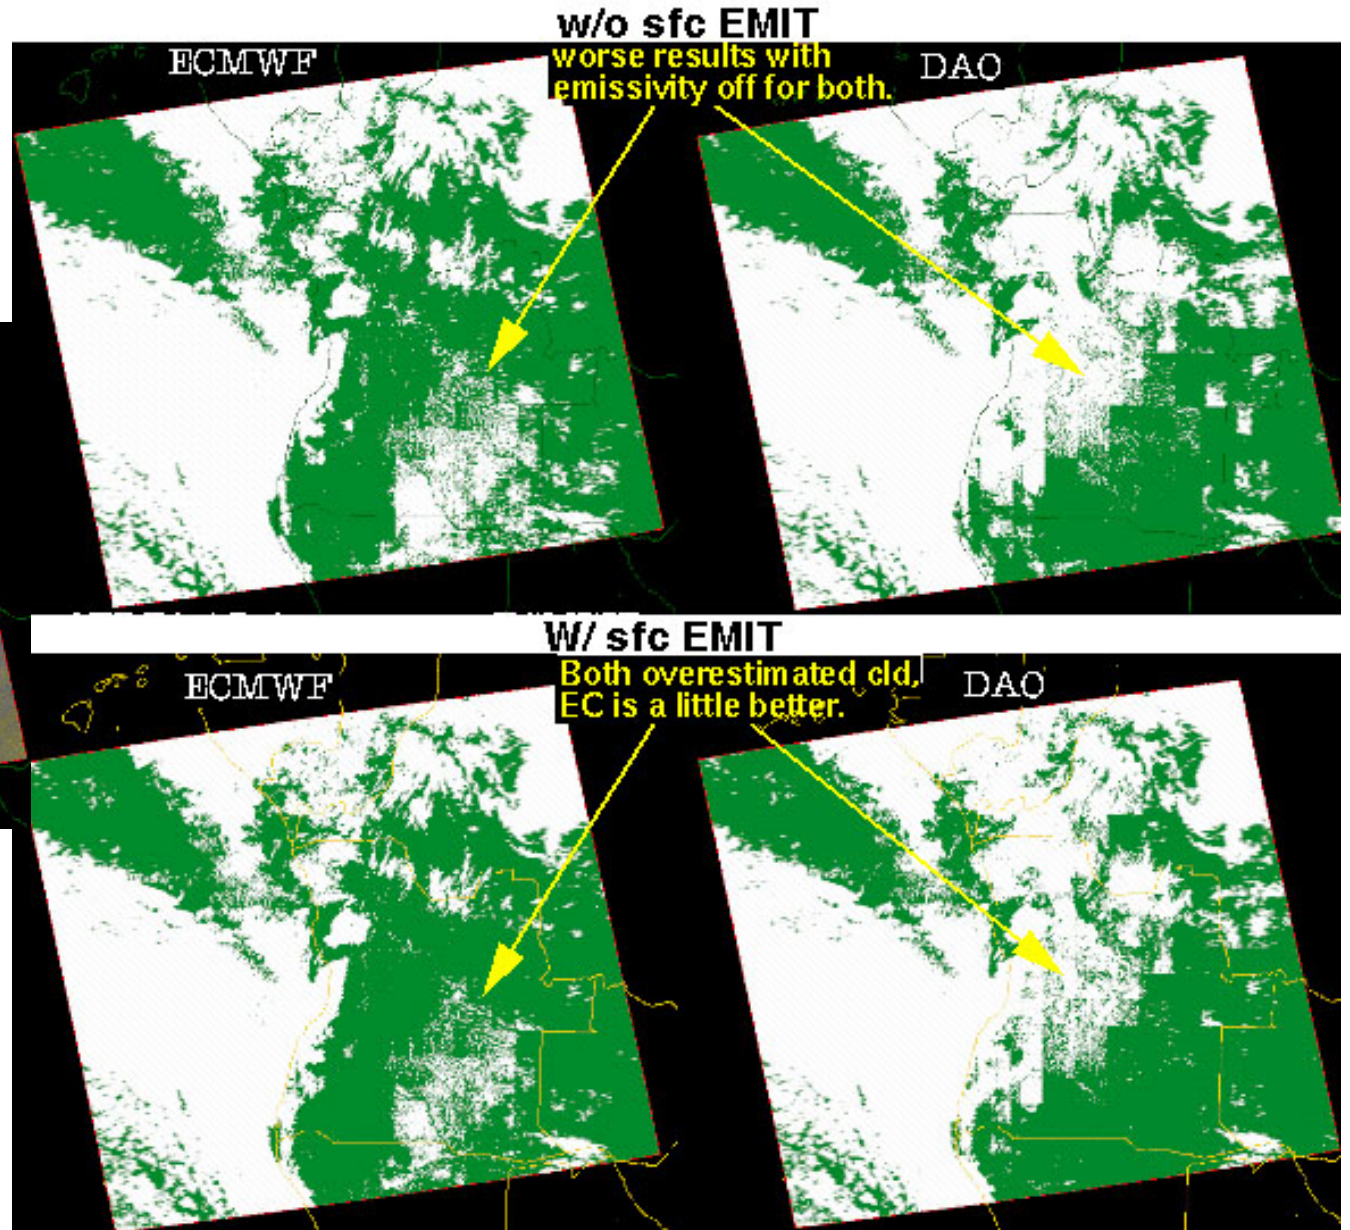 w/o sfc EMIT
ECMWF
worse results with
emissivity off for both.
DAO
W/ sfc EMIT
ECMWF
Both overestimated cld,
EC is a little better.
DAO